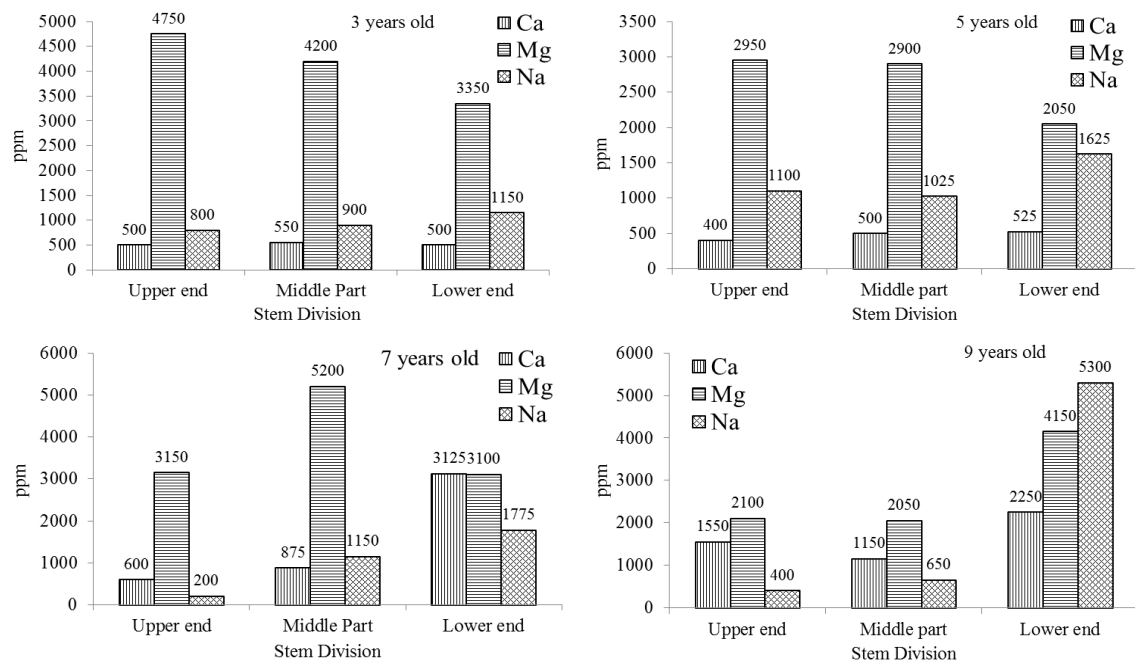 3 years old
Ca
Mg
Na
ppm
5000
4500
4000
3500
3000
2500
2000
1500
1000
500
0
500
4750
800
550
4200
900
500
3350
1150
Upper end
Middle Part
Lower end
Stem Division
5 years old
Ca
Mg
Na
ppm
3500
3000
2500
2000
1500
1000
500
0
400
2950
1100
500
2900
1025
525
2050
1625
Upper end
Middle part
Lower end
Stem Division
7 years old
Ca
Mg
Na
ppm
6000
5000
4000
3000
2000
1000
0
600
3150
200
875
5200
1150
3125
3100
1775
Upper end
Middle Part
Lower end
Stem Division
9 years old
Ca
Mg
Na
ppm
6000
5000
4000
3000
2000
1000
0
1550
2100
400
1150
2050
650
2250
4150
5300
Upper end
Middle part
Lower end
Stem Division